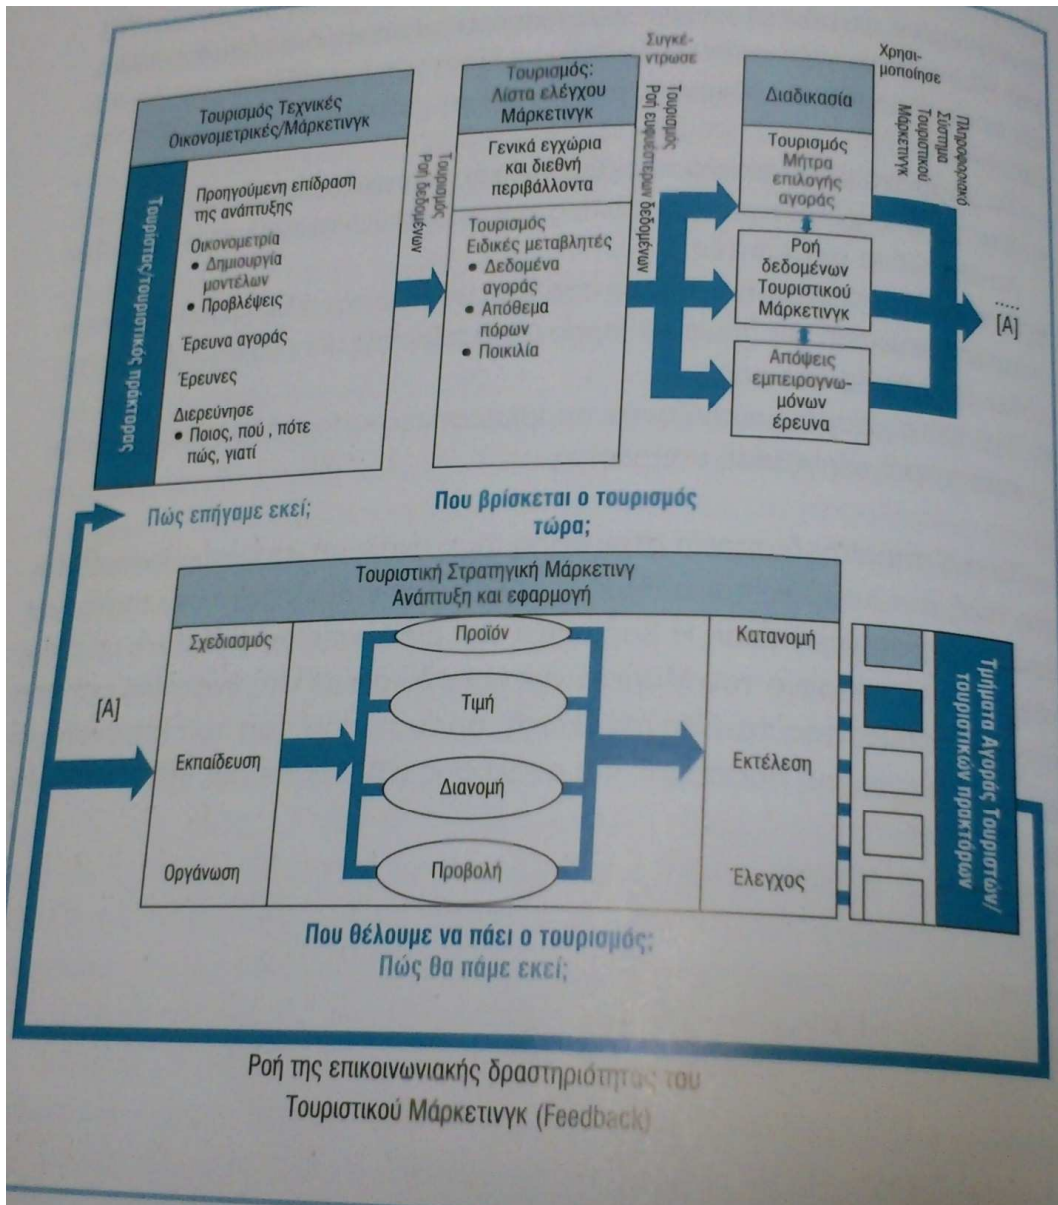 Τουρισμός Τεχνικές
Οικονομετρικές/Μάρκετινγκ
Τουρίστας/τουριστικός πράκτορας
Προηγούμενη επίδραση
της ανάπτυξης
Οικονομετρία
• Δημιουργία
μοντέλων
• Προβλέψεις
Έρευνα αγοράς
Έρευνες
Διερεύνησε
• Ποιος, πού , πότε
πώς, γιατί
Τουρισμός
Ροή δεδομένων
Τουρισμός:
Λίστα ελέγχου
Μάρκετινγκ
Γενικά εγχώρια
και διεθνή
περιβάλλοντα
Τουρισμός
Ειδικές μεταβλητές
• Δεδομένα
αγοράς
• Απόθεμα
πόρων
• Ποικιλία
Συγκέ-
ντρωσε
Τουρισμός
Ροή ευφυέστερων δεδομένων
Διαδικασία
Τουρισμός
Μήτρα
επιλογής
αγοράς
Ροή
δεδομένων
Τουριστικού
Μάρκετινγκ
Απόψεις
εμπειρογνω-
μόνων
έρευνα
Χρησι-
μοποίησε
Πληροφοριακό
Σύστημα
Τουριστικού
Μάρκετινγκ
.....
[Α]
Πώς επήγαμε εκεί;
Που βρίσκεται ο τουρισμός
τώρα;
Τουριστική Στρατηγική Μάρκετινγ
Ανάπτυξη και εφαρμογή
[Α]
Σχεδιασμός
Εκπαίδευση
Οργάνωση
Προϊόν
Τιμή
Διανομή
Προβολή
Κατανομή
Εκτέλεση
Έλεγχος
Τμήματα Αγοράς Τουριστών/
τουριστικών πρακτόρων
Που θέλουμε να πάει ο τουρισμός;
Πώς θα πάμε εκεί;
Ροή της επικοινωνιακής δραστηριότητας του
Τουριστικού Μάρκετινγκ (Feedback)